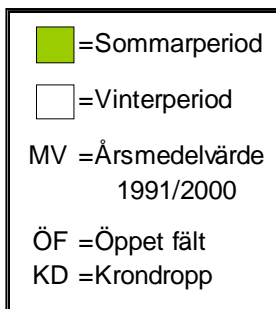 =Sommarperiod
=Vinterperiod
MV =Årsmedelvärde
1991/2000
ÖF =Öppet fält
KD =Krondropp